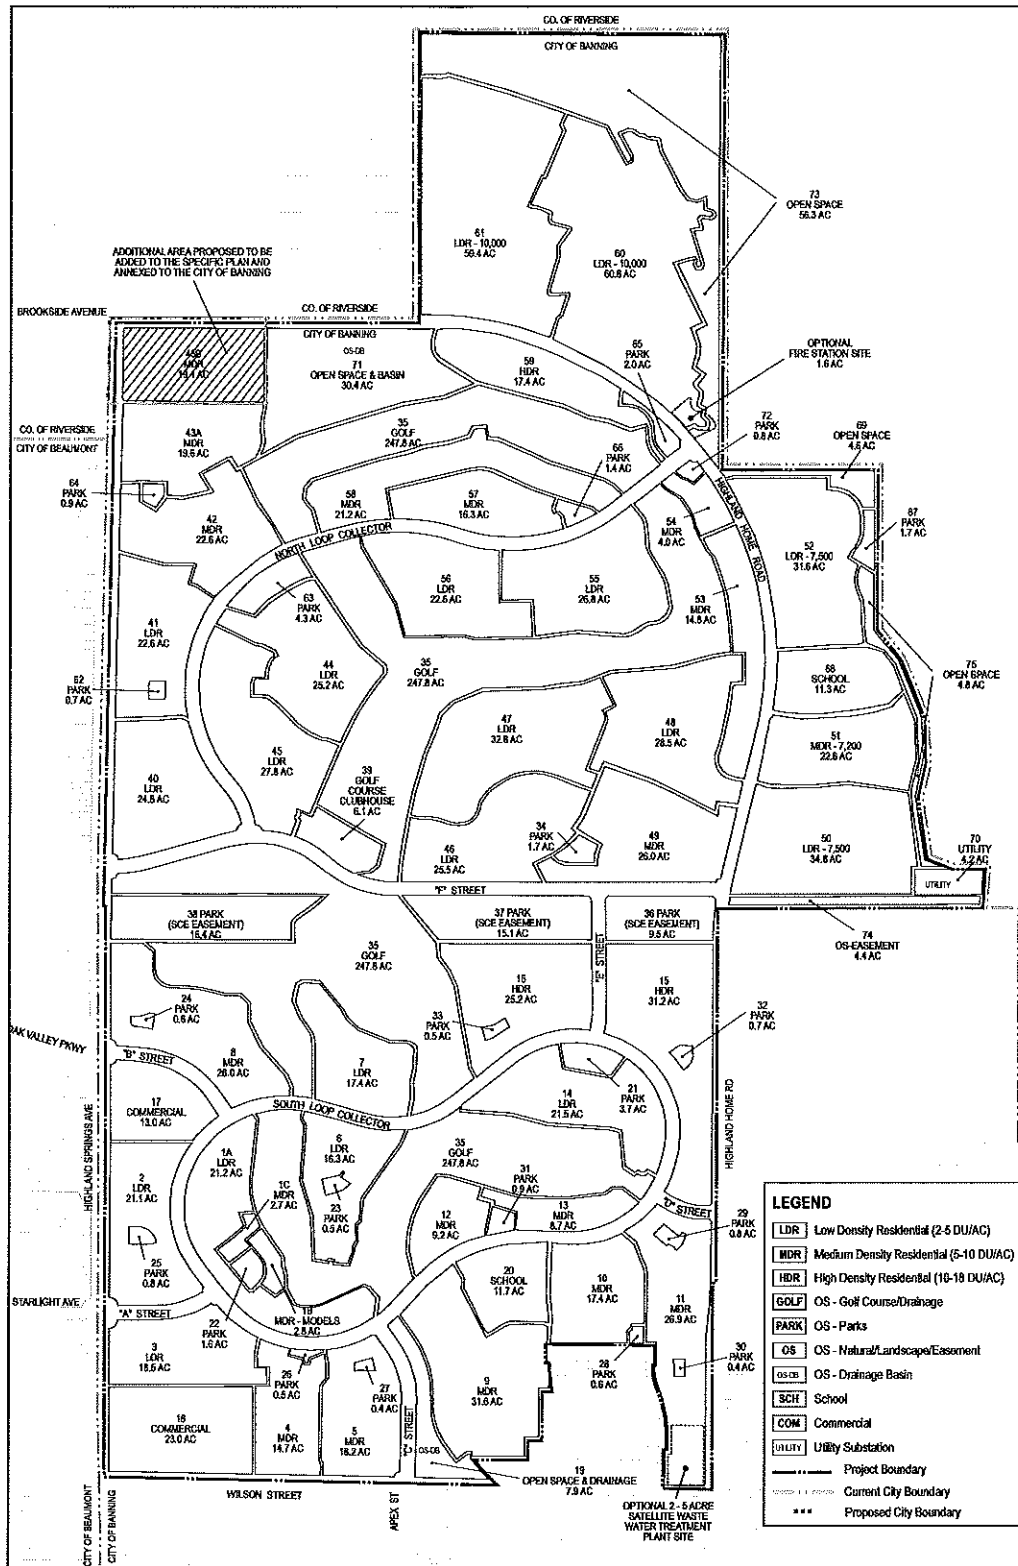 CO. OF RIVERSIDE
CITY OF BANNING
73
OPEN SPACE
56.3 AC
61
LDR - 10,000
59.4 AC
60
LDR - 10,000
60.8 AC
ADDITIONAL AREA PROPOSED TO BE
ADDED TO THE SPECIFIC PLAN AND
ANNEXED TO THE CITY OF BANNING
BROOKSIDE AVENUE
CO. OF RIVERSIDE
CITY OF BANNING
OS-DB
71
OPEN SPACE & BASIN
30.4 AC
43B
MDR
19.4 AC
59
HDR
17.4 AC
65
PARK
2.0 AC
OPTIONAL
FIRE STATION SITE
1.6 AC
72
PARK
0.8 AC
69
OPEN SPACE
4.5 AC
CO. OF RIVERSIDE
CITY OF BEAUMONT
43A
MDR
19.6 AC
35
GOLF
247.8 AC
66
PARK
1.4 AC
64
PARK
0.9 AC
58
MDR
21.2 AC
57
MDR
16.3 AC
42
MDR
22.6 AC
NORTH LOOP COLLECTOR
54
MDR
4.0 AC
HIGHLAND HOME ROAD
67
PARK
1.7 AC
52
LDR - 7,500
31.6 AC
63
PARK
4.3 AC
56
LDR
22.5 AC
55
LDR
26.8 AC
53
MDR
14.8 AC
41
LDR
22.6 AC
62
PARK
0.7 AC
44
LDR
25.2 AC
35
GOLF
247.8 AC
68
SCHOOL
11.3 AC
75
OPEN SPACE
4.8 AC
47
LDR
32.8 AC
48
LDR
28.5 AC
51
MDR - 7,200
22.8 AC
45
LDR
27.8 AC
40
LDR
24.8 AC
39
GOLF
COURSE
CLUBHOUSE
6.1 AC
34
PARK
1.7 AC
46
LDR
25.5 AC
49
MDR
26.0 AC
50
LDR - 7,500
34.8 AC
70
UTILITY
4.2 AC
UTILITY
"F" STREET
38 PARK
(SCE EASEMENT)
16.4 AC
37 PARK
(SCE EASEMENT)
15.1 AC
36 PARK
(SCE EASEMENT)
9.5 AC
74
OS-EASEMENT
4.4 AC
35
GOLF
247.8 AC
"E" STREET
16
HDR
25.2 AC
15
HDR
31.2 AC
24
PARK
0.6 AC
33
PARK
0.5 AC
32
PARK
0.7 AC
OAK VALLEY PKWY
"B" STREET
8
MDR
26.0 AC
7
LDR
17.4 AC
21
PARK
3.7 AC
14
LDR
21.5 AC
17
COMMERCIAL
13.0 AC
SOUTH LOOP COLLECTOR
HIGHLAND SPRINGS AVE
HIGHLAND HOME RD
1A
LDR
21.2 AC
6
LDR
16.3 AC
35
GOLF
247.8 AC
31
PARK
0.9 AC
2
LDR
21.1 AC
1C
MDR
2.7 AC
23
PARK
0.5 AC
12
MDR
9.2 AC
13
MDR
8.7 AC
"D" STREET
29
PARK
0.8 AC
25
PARK
0.8 AC
20
SCHOOL
11.7 AC
10
MDR
17.4 AC
11
MDR
26.9 AC
STARLIGHT AVE
"A" STREET
22
PARK
1.6 AC
1B
MDR - MODELS
2.8 AC
3
LDR
18.5 AC
26
PARK
0.5 AC
27
PARK
0.4 AC
28
PARK
0.6 AC
30
PARK
0.4 AC
18
COMMERCIAL
23.0 AC
4
MDR
14.7 AC
5
MDR
18.2 AC
9
MDR
31.6 AC
"C" STREET
OS-DB
19
OPEN SPACE & DRAINAGE
7.9 AC
WILSON STREET
APEX ST
CITY OF BEAUMONT
CITY OF BANNING
OPTIONAL 2 - 5 ACRE
SATELLITE WASTE
WATER TREATMENT
PLANT SITE
LEGEND
LDR Low Density Residential (2-5 DU/AC)
MDR Medium Density Residential (5-10 DU/AC)
HDR High Density Residential (10-18 DU/AC)
GOLF OS - Golf Course/Drainage
PARK OS - Parks
OS OS - Natural/Landscape/Easement
OS-DB OS - Drainage Basin
SCH School
COM Commercial
UTILITY Utility Substation
Project Boundary
Current City Boundary
Proposed City Boundary